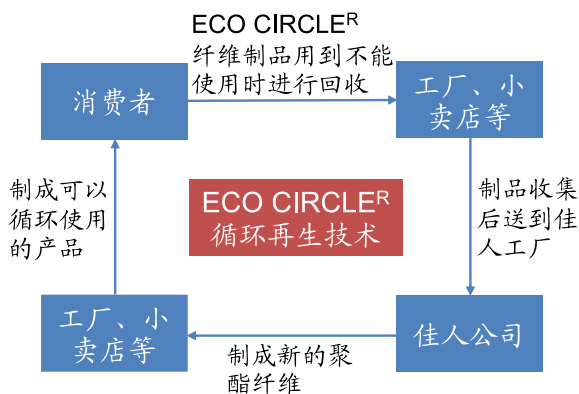 ECO CIRCLEᴿ
纤维制品用到不能
使用时进行回收
消费者
工厂、小
卖店等
制成可以
循环使用
的产品
ECO CIRCLEᴿ
循环再生技术
制品收集
后送到佳
人工厂
工厂、小
卖店等
佳人公司
制成新的聚
酯纤维